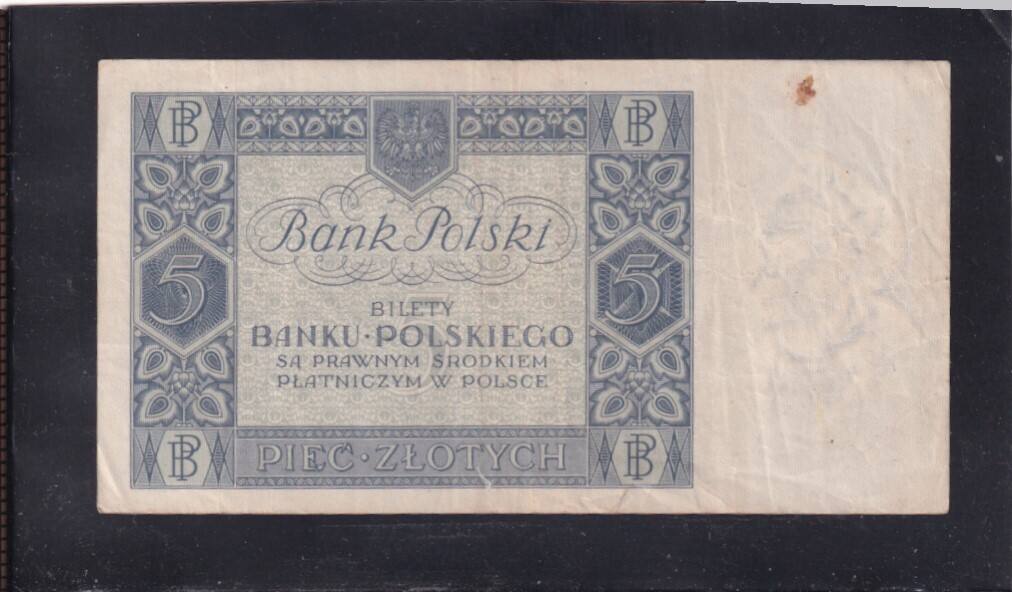 BP BP
Bank Polski
5 5
BILETY
BANKU·POLSKIEGO
SĄ PRAWNYM ŚRODKIEM
PŁATNICZYM W POLSCE
BP PIĘĆ·ZŁOTYCH BP